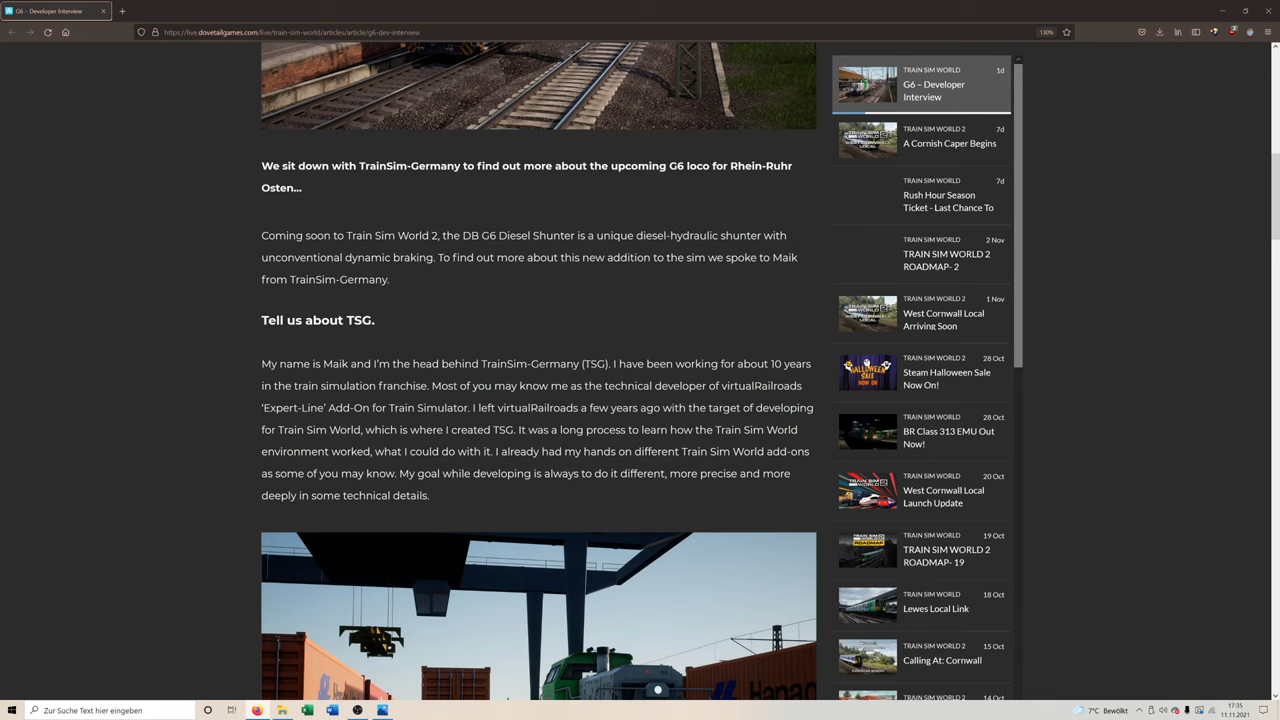 G6 – Developer Interview
https://live.dovetailgames.com/live/train-sim-world/articles/article/g6-dev-interview
130%
We sit down with TrainSim-Germany to find out more about the upcoming G6 loco for Rhein-Ruhr
Osten...
Coming soon to Train Sim World 2, the DB G6 Diesel Shunter is a unique diesel-hydraulic shunter with
unconventional dynamic braking. To find out more about this new addition to the sim we spoke to Maik
from TrainSim-Germany.
Tell us about TSG.
My name is Maik and I'm the head behind TrainSim-Germany (TSG). I have been working for about 10 years
in the train simulation franchise. Most of you may know me as the technical developer of virtualRailroads
'Expert-Line' Add-On for Train Simulator. I left virtualRailroads a few years ago with the target of developing
for Train Sim World, which is where I created TSG. It was a long process to learn how the Train Sim World
environment worked, what I could do with it. I already had my hands on different Train Sim World add-ons
as some of you may know. My goal while developing is always to do it different, more precise and more
deeply in some technical details.
TRAIN SIM WORLD 1d
G6 – Developer
Interview
TRAIN SIM WORLD 2 7d
A Cornish Caper Begins
TRAIN SIM WORLD 7d
Rush Hour Season
Ticket - Last Chance To
TRAIN SIM WORLD 2 Nov
TRAIN SIM WORLD 2
ROADMAP- 2
TRAIN SIM WORLD 2 1 Nov
West Cornwall Local
Arriving Soon
TRAIN SIM WORLD 2 28 Oct
Steam Halloween Sale
Now On!
TRAIN SIM WORLD 2 28 Oct
BR Class 313 EMU Out
Now!
TRAIN SIM WORLD 2 20 Oct
West Cornwall Local
Launch Update
TRAIN SIM WORLD 19 Oct
TRAIN SIM WORLD 2
ROADMAP- 19
TRAIN SIM WORLD 18 Oct
Lewes Local Link
TRAIN SIM WORLD 2 15 Oct
Calling At: Cornwall
TRAIN SIM WORLD 2 14 Oct
Zur Suche Text hier eingeben
7°C Bewölkt
17:35
11.11.2021